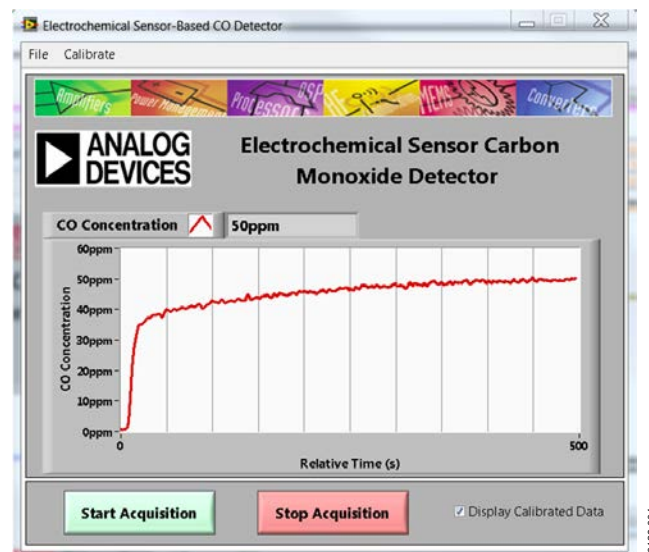 Electrochemical Sensor-Based CO Detector
File Calibrate
Amplifiers Power Management Processor DSP MEMS Converters
ANALOG
DEVICES
Electrochemical Sensor Carbon
Monoxide Detector
CO Concentration 50ppm
60ppm
50ppm
40ppm
30ppm
20ppm
10ppm
0ppm
CO Concentration
0 500
Relative Time (s)
Start Acquisition Stop Acquisition Display Calibrated Data